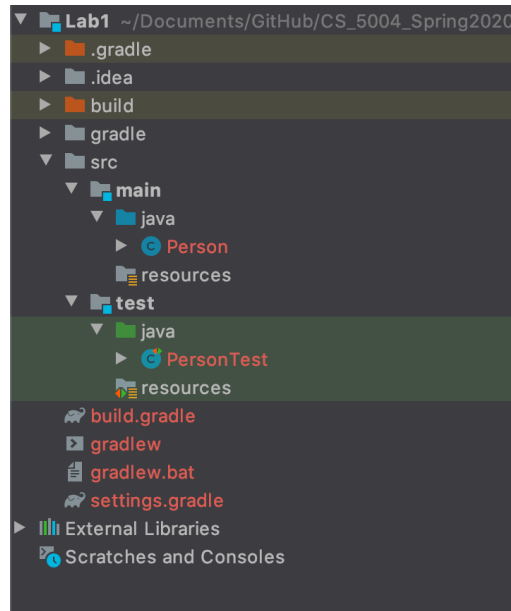 Lab1 ~/Documents/GitHub/CS_5004_Spring2020
.gradle
.idea
build
gradle
src
main
java
Person
resources
test
java
PersonTest
resources
build.gradle
gradlew
gradlew.bat
settings.gradle
External Libraries
Scratches and Consoles